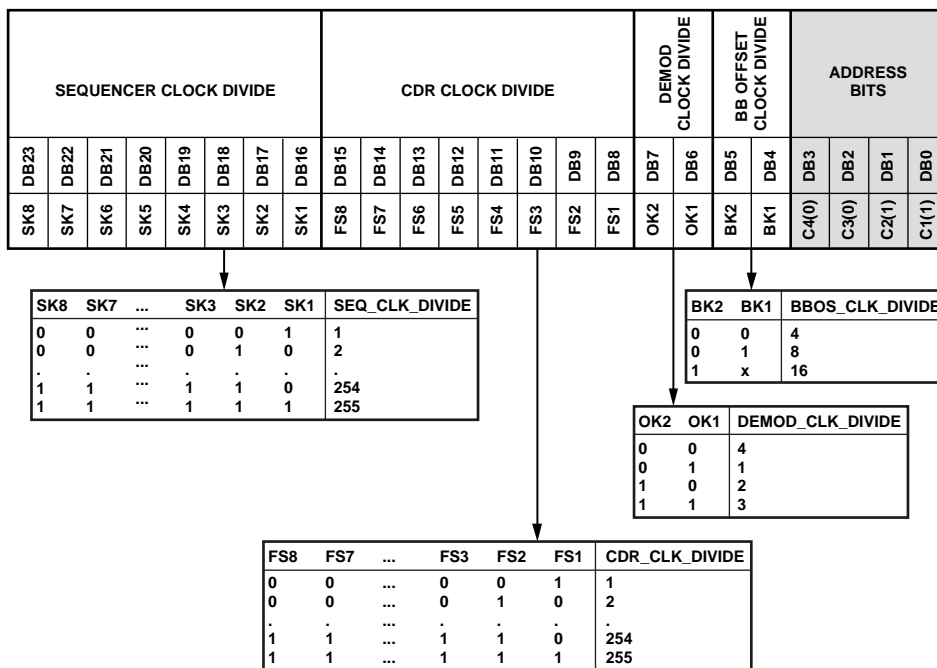 SEQUENCER CLOCK DIVIDE
CDR CLOCK DIVIDE
DEMOD
CLOCK DIVIDE
BB OFFSET
CLOCK DIVIDE
ADDRESS
BITS
DB23 DB22 DB21 DB20 DB19 DB18 DB17 DB16 DB15 DB14 DB13 DB12 DB11 DB10 DB9 DB8 DB7 DB6 DB5 DB4 DB3 DB2 DB1 DB0
SK8 SK7 SK6 SK5 SK4 SK3 SK2 SK1 FS8 FS7 FS6 FS5 FS4 FS3 FS2 FS1 OK2 OK1 BK2 BK1 C4(0) C3(0) C2(1) C1(1)
SK8 SK7 ... SK3 SK2 SK1 SEQ_CLK_DIVIDE
0 0 ... 0 0 1 1
0 0 ... 0 1 0 2
. . ... . . . .
1 1 ... 1 1 0 254
1 1 ... 1 1 1 255
BK2 BK1 BBOS_CLK_DIVIDE
0 0 4
0 1 8
1 x 16
OK2 OK1 DEMOD_CLK_DIVIDE
0 0 4
0 1 1
1 0 2
1 1 3
FS8 FS7 ... FS3 FS2 FS1 CDR_CLK_DIVIDE
0 0 ... 0 0 1 1
0 0 ... 0 1 0 2
. . ... . . . .
1 1 ... 1 1 0 254
1 1 ... 1 1 1 255